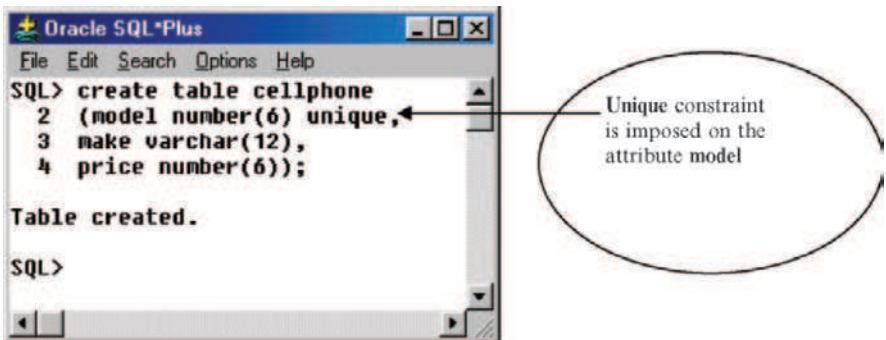 Oracle SQL*Plus
File Edit Search Options Help
SQL> create table cellphone
2 (model number(6) unique,
3 make varchar(12),
4 price number(6));
Table created.
SQL>
Unique constraint
is imposed on the
attribute model